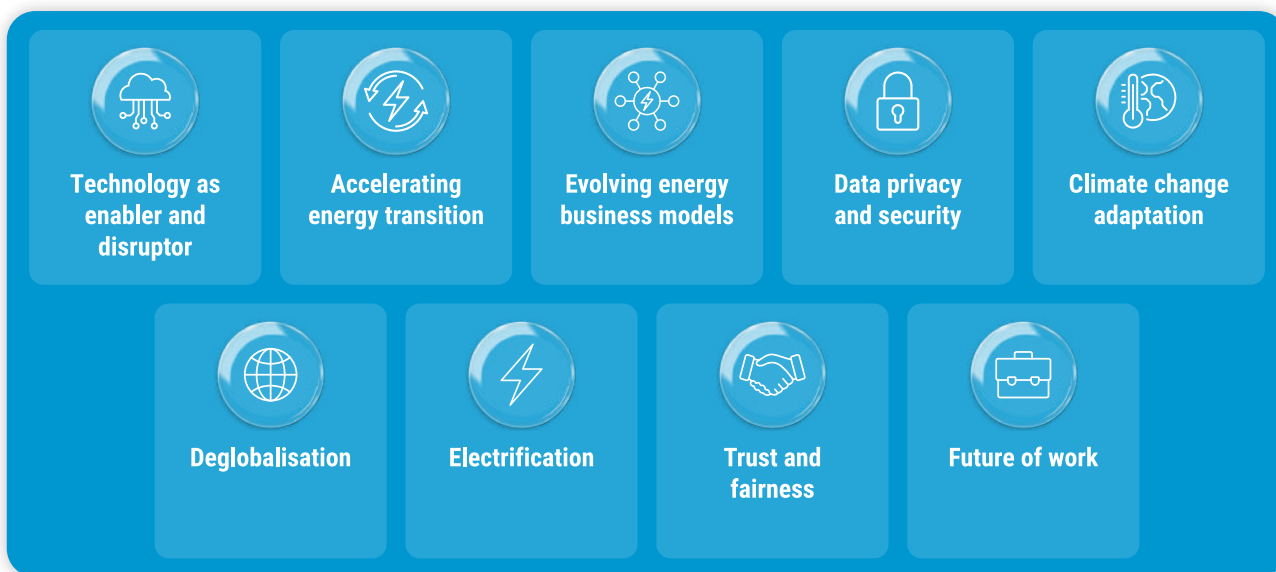 Technology as
enabler and
disruptor
Accelerating
energy transition
Evolving energy
business models
Data privacy
and security
Climate change
adaptation
Deglobalisation
Electrification
Trust and
fairness
Future of work